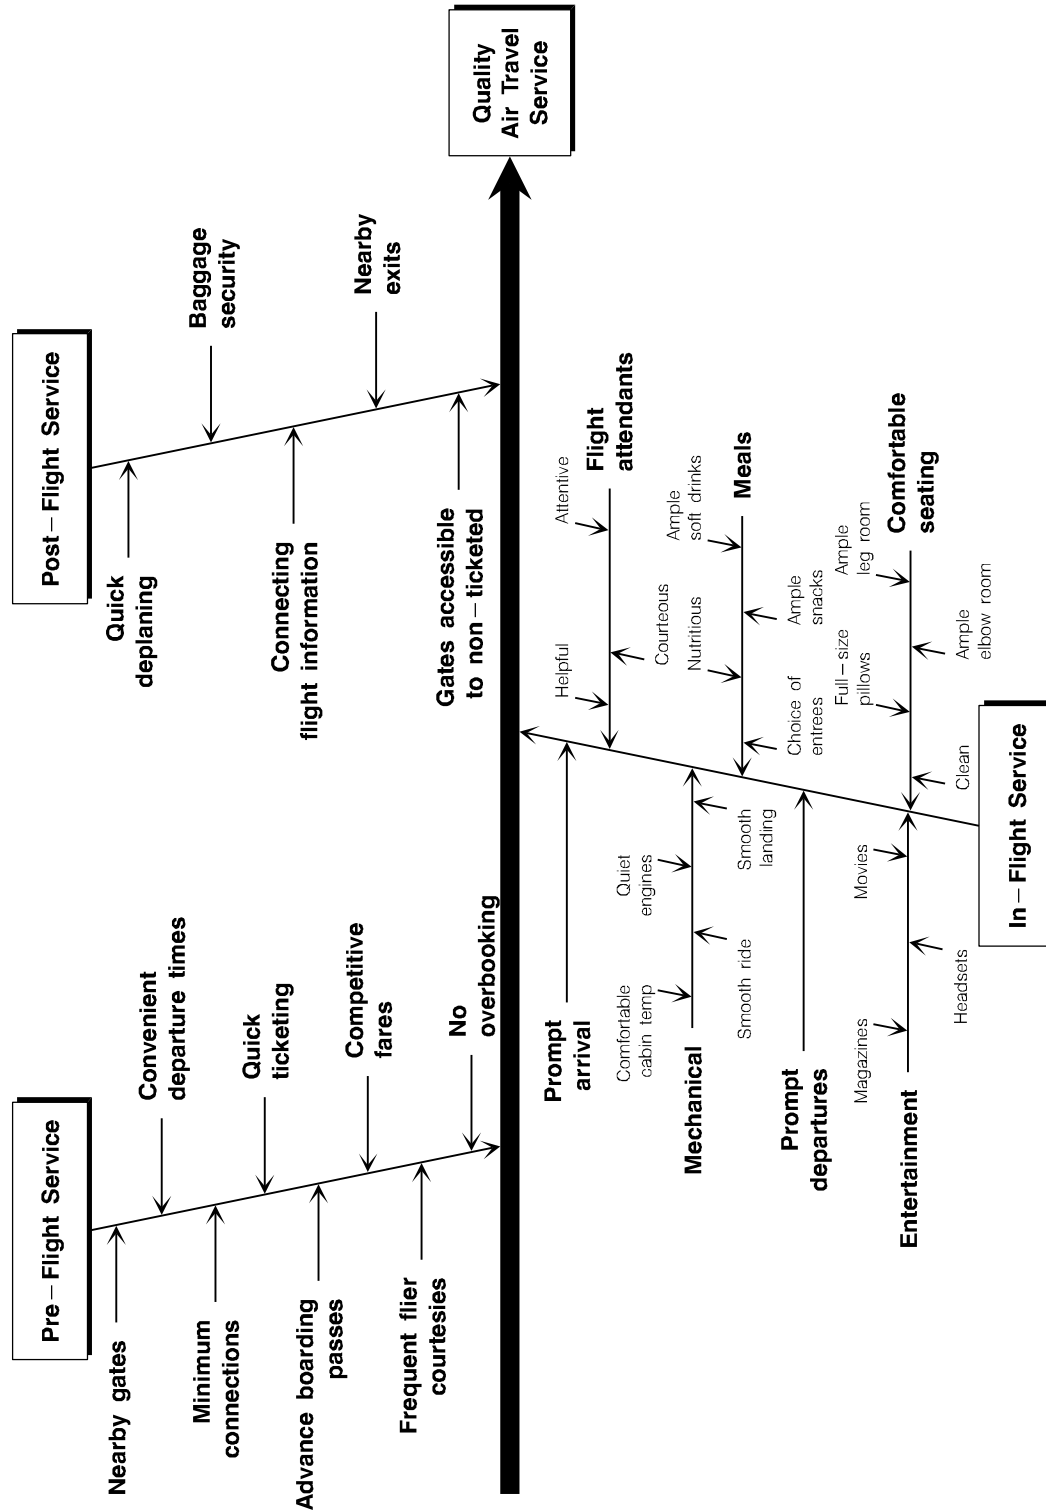 Pre–Flight Service
Nearby gates
Convenient
departure times
Minimum
connections
Quick
ticketing
Advance boarding
passes
Competitive
fares
Frequent flier
courtesies
No
overbooking
Post–Flight Service
Quick
deplaning
Baggage
security
Connecting
flight information
Nearby
exits
Gates accessible
to non–ticketed
Quality
Air Travel
Service
Prompt
arrival
Mechanical
Comfortable
cabin temp
Smooth ride
Quiet
engines
Smooth
landing
Prompt
departures
Entertainment
Magazines
Headsets
Movies
Flight
attendants
Helpful
Courteous
Attentive
Meals
Choice of
entrees
Nutritious
Ample
snacks
Ample
soft drinks
Comfortable
seating
Clean
Full–size
pillows
Ample
elbow room
Ample
leg room
In–Flight Service